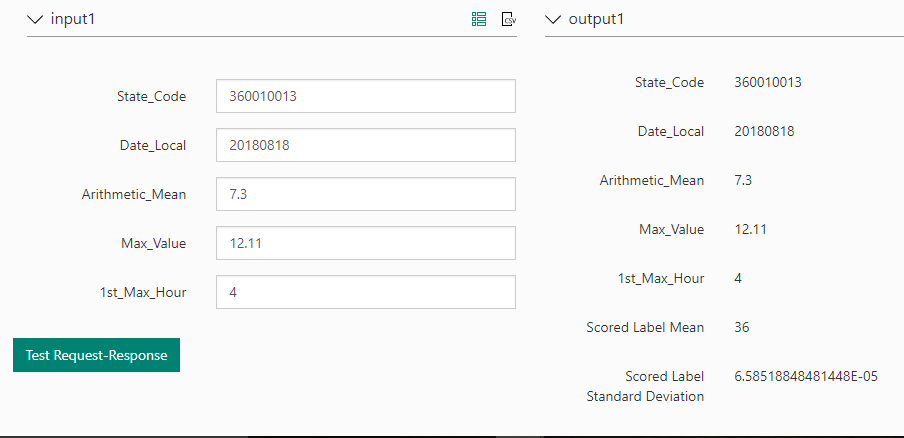 input1
CSV
State_Code 360010013
Date_Local 20180818
Arithmetic_Mean 7.3
Max_Value 12.11
1st_Max_Hour 4
Test Request-Response
output1
State_Code 360010013
Date_Local 20180818
Arithmetic_Mean 7.3
Max_Value 12.11
1st_Max_Hour 4
Scored Label Mean 36
Scored Label 6.58518848481448E-05
Standard Deviation